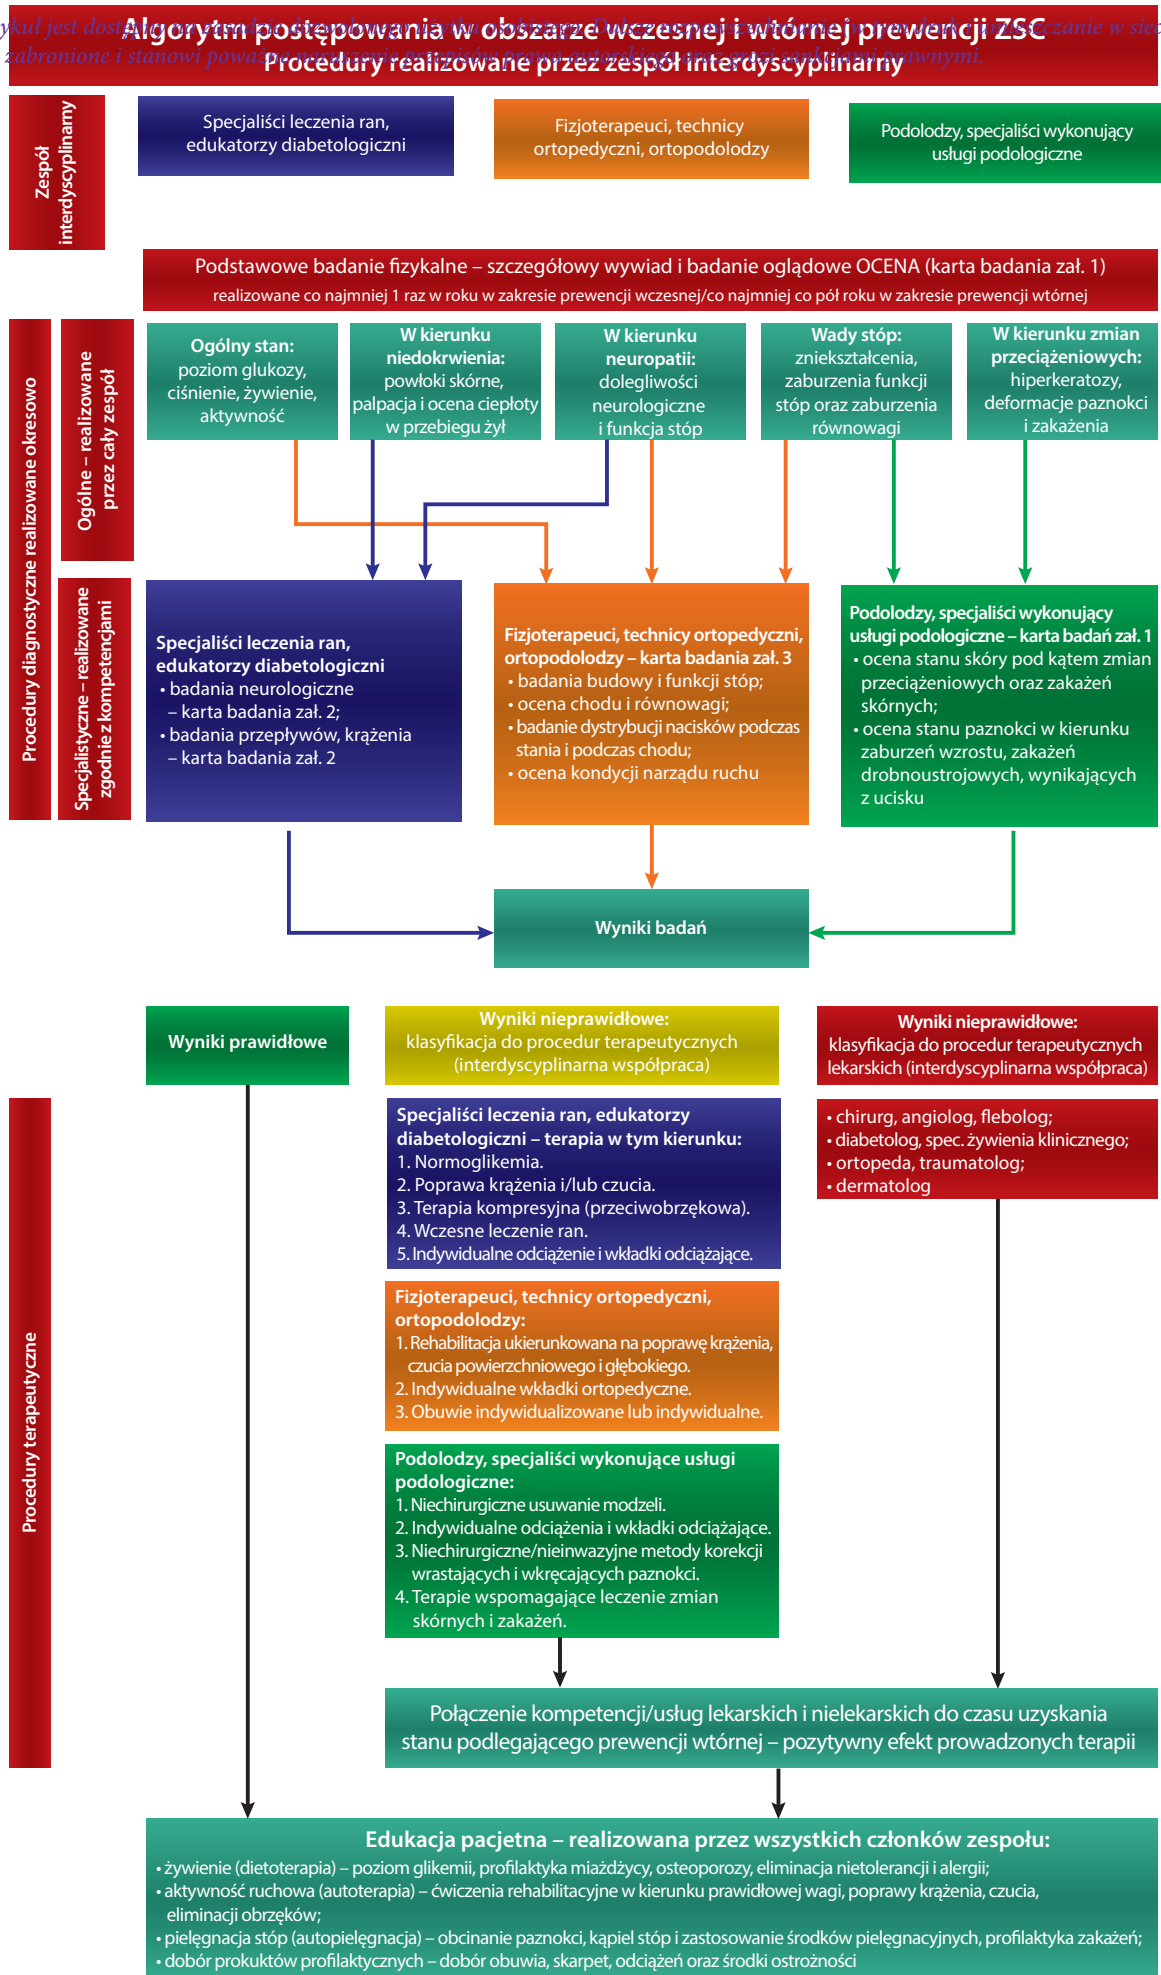 Algorytm postępowania w obszarze wczesnej i wtórnej prewencji ZSC
Procedury realizowane przez zespół interdyscyplinarny
Zespół
interdyscyplinarny
Specjaliści leczenia ran,
edukatorzy diabetologiczni
Fizjoterapeuci, technicy
ortopedyczni, ortopodolodzy
Podolodzy, specjaliści wykonujący
usługi podologiczne
Podstawowe badanie fizykalne – szczegółowy wywiad i badanie oglądowe OCENA (karta badania zał. 1)
realizowane co najmniej 1 raz w roku w zakresie prewencji wczesnej/co najmniej co pół roku w zakresie prewencji wtórnej
Procedury diagnostyczne realizowane okresowo
Ogólne – realizowane
przez cały zespół
Ogólny stan:
poziom glukozy,
ciśnienie, żywienie,
aktywność
W kierunku
niedokrwienia:
powłoki skórne,
palpacja i ocena ciepłoty
w przebiegu żył
W kierunku
neuropatii:
dolegliwości
neurologiczne
i funkcja stóp
Wady stóp:
zniekształcenia,
zaburzenia funkcji
stóp oraz zaburzenia
równowagi
W kierunku zmian
przeciążeniowych:
hiperkeratozy,
deformacje paznokci
i zakażenia
Specjalistyczne – realizowane
zgodnie z kompetencjami
Specjaliści leczenia ran,
edukatorzy diabetologiczni
• badania neurologiczne
– karta badania zał. 2;
• badania przepływów, krążenia
– karta badania zał. 2
Fizjoterapeuci, technicy ortopedyczni,
ortopodolodzy – karta badania zał. 3
• badania budowy i funkcji stóp;
• ocena chodu i równowagi;
• badanie dystrybucji nacisków podczas
stania i podczas chodu;
• ocena kondycji narządu ruchu
Podolodzy, specjaliści wykonujący
usługi podologiczne – karta badań zał. 1
• ocena stanu skóry pod kątem zmian
przeciążeniowych oraz zakażeń
skórnych;
• ocena stanu paznokci w kierunku
zaburzeń wzrostu, zakażeń
drobnoustrojowych, wynikających
z ucisku
Wyniki badań
Wyniki prawidłowe
Wyniki nieprawidłowe:
klasyfikacja do procedur terapeutycznych
(interdyscyplinarna współpraca)
Wyniki nieprawidłowe:
klasyfikacja do procedur terapeutycznych
lekarskich (interdyscyplinarna współpraca)
Procedury terapeutyczne
Specjaliści leczenia ran, edukatorzy
diabetologiczni – terapia w tym kierunku:
1. Normoglikemia.
2. Poprawa krążenia i/lub czucia.
3. Terapia kompresyjna (przeciwobrzękowa).
4. Wczesne leczenie ran.
5. Indywidualne odciążenie i wkładki odciążające.
• chirurg, angiolog, flebolog;
• diabetolog, spec. żywienia klinicznego;
• ortopeda, traumatolog;
• dermatolog
Fizjoterapeuci, technicy ortopedyczni,
ortopodolodzy:
1. Rehabilitacja ukierunkowana na poprawę krążenia,
czucia powierzchniowego i głębokiego.
2. Indywidualne wkładki ortopedyczne.
3. Obuwie indywidualizowane lub indywidualne.
Podolodzy, specjaliści wykonujące usługi
podologiczne:
1. Niechirurgiczne usuwanie modzeli.
2. Indywidualne odciążenia i wkładki odciążające.
3. Niechirurgiczne/nieinwazyjne metody korekcji
wrastających i wkręcających paznokci.
4. Terapie wspomagające leczenie zmian
skórnych i zakażeń.
Połączenie kompetencji/usług lekarskich i nielekarskich do czasu uzyskania
stanu podlegającego prewencji wtórnej – pozytywny efekt prowadzonych terapii
Edukacja pacjetna – realizowana przez wszystkich członków zespołu:
• żywienie (dietoterapia) – poziom glikemii, profilaktyka miażdżycy, osteoporozy, eliminacja nietolerancji i alergii;
• aktywność ruchowa (autoterapia) – ćwiczenia rehabilitacyjne w kierunku prawidłowej wagi, poprawy krążenia, czucia,
eliminacji obrzęków;
• pielęgnacja stóp (autopielęgnacja) – obcinanie paznokci, kąpiel stóp i zastosowanie środków pielęgnacyjnych, profilaktyka zakażeń;
• dobór prokuktów profilaktycznych – dobór obuwia, skarpet, odciążeń oraz środki ostrożności